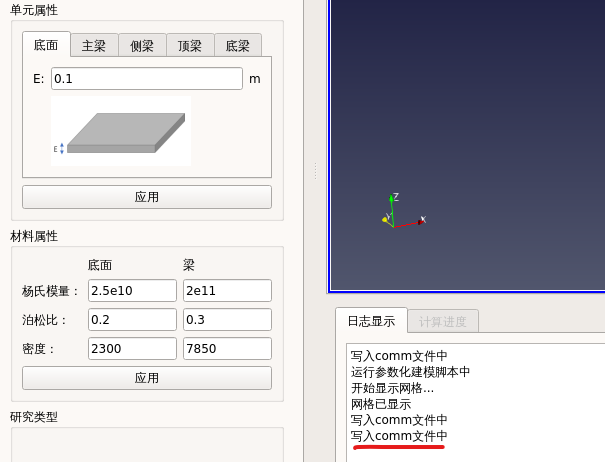 单元属性
底面 主梁 侧梁 顶梁 底梁
E: 0.1 m
E
应用
材料属性
底面 梁
杨氏模量： 2.5e10 2e11
泊松比： 0.2 0.3
密度： 2300 7850
应用
研究类型
Z
Y
X
日志显示 计算进度
写入comm文件中
运行参数化建模脚本中
开始显示网格...
网格已显示
写入comm文件中
写入comm文件中